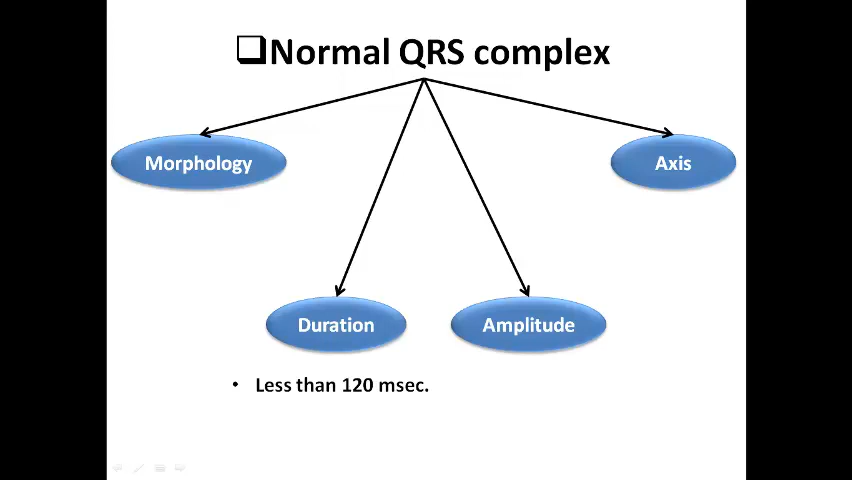 ❑Normal QRS complex
Morphology
Axis
Duration
Amplitude
• Less than 120 msec.